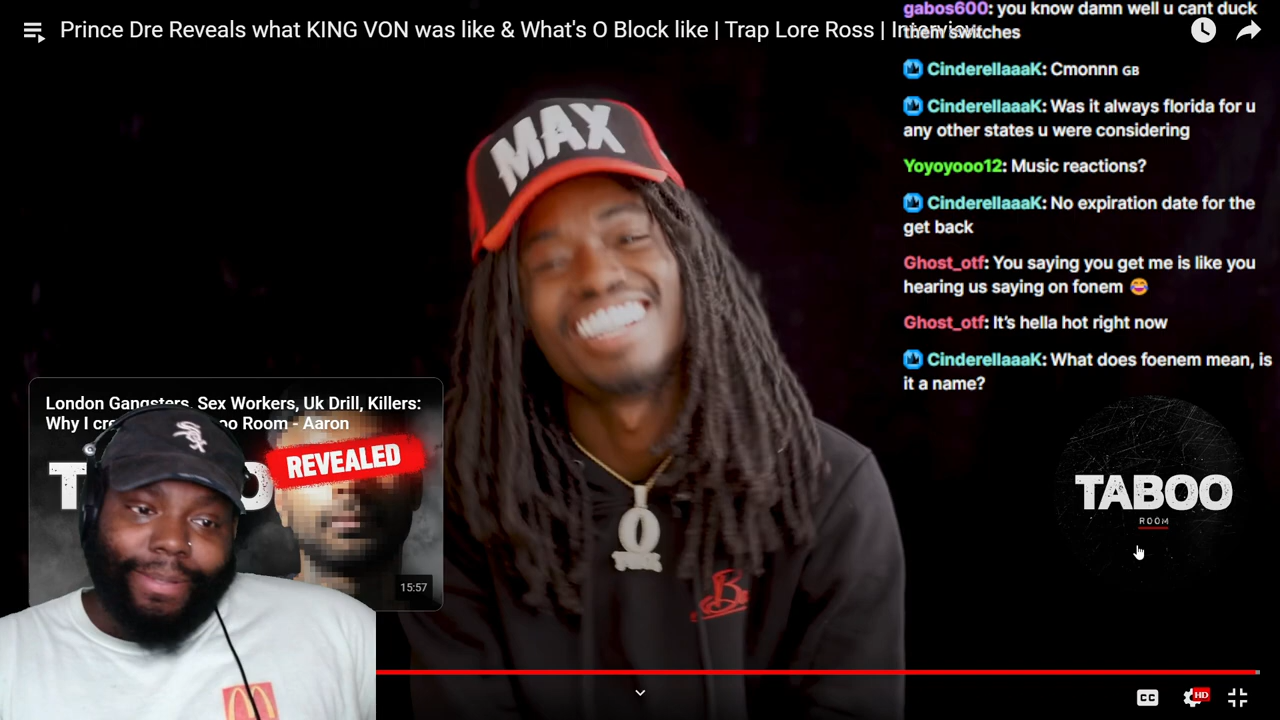 Prince Dre Reveals what KING VON was like & What's O Block like | Trap Lore Ross |
gabos600: you know damn well u cant duck
them switches
CinderellaaaK: Cmonnn GB
CinderellaaaK: Was it always florida for u
any other states u were considering
Yoyoyooo12: Music reactions?
CinderellaaaK: No expiration date for the
get back
Ghost_otf: You saying you get me is like you
hearing us saying on fonem 😂
Ghost_otf: It's hella hot right now
CinderellaaaK: What does foenem mean, is
it a name?
MAX
London Gangsters, Sex Workers, Uk Drill, Killers:
Why I Room - Aaron
REVEALED
Sox
15:57
O
B
TABOO
ROOM
CC
HD